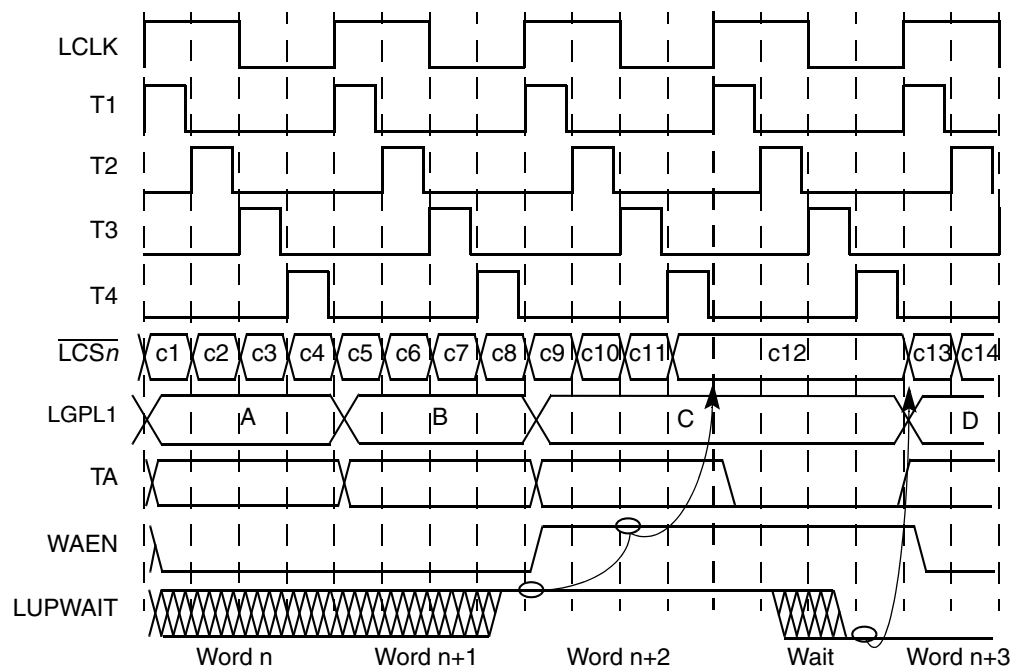 LCLK
T1
T2
T3
T4
LCSn c1 c2 c3 c4 c5 c6 c7 c8 c9 c10 c11 c12 c13 c14
LGPL1 A B C D
TA
WAEN
LUPWAIT
Word n Word n+1 Word n+2 Wait Word n+3